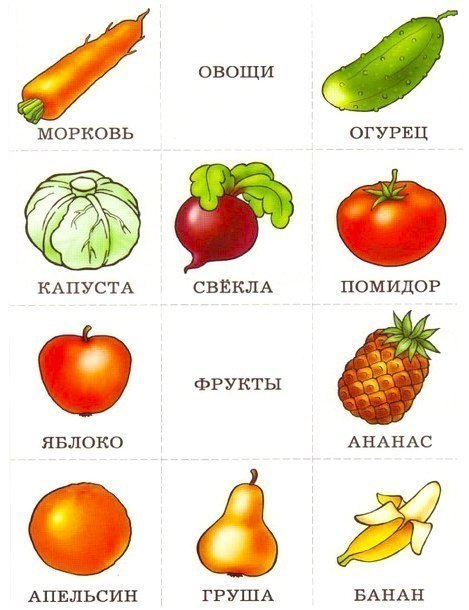 ОВОЩИ
МОРКОВЬ
ОГУРЕЦ
КАПУСТА
СВЁКЛА
ПОМИДОР
ФРУКТЫ
ЯБЛОКО
АНАНАС
АПЕЛЬСИН
ГРУША
БАНАН